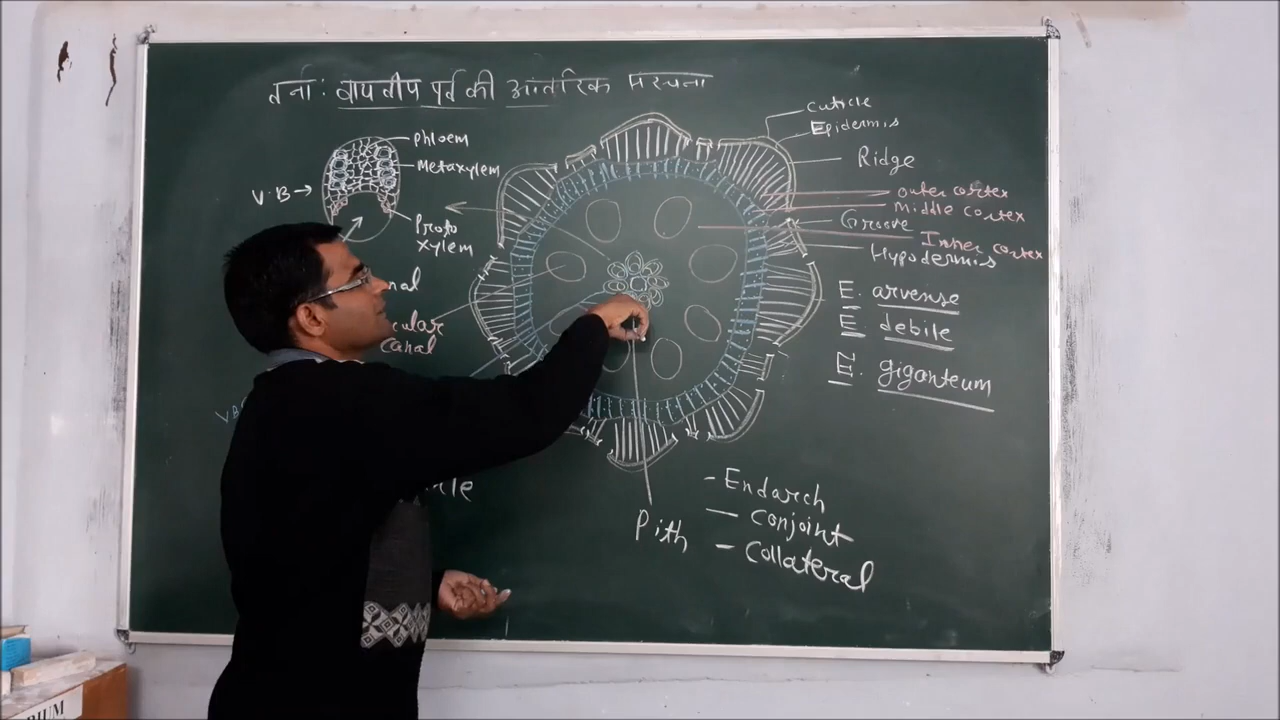 तना: वायवीय पर्व की आंतरिक संरचना
Phloem
Metaxylem
V.B
Proto
xylem
Canal
Cuticle
Epidermis
Ridge
outer cortex
Middle cortex
Groove
Inner cortex
Hypodermis
E. arvense
E. debile
E. giganteum
Pith
- Endarch
- Conjoint
- Collateral